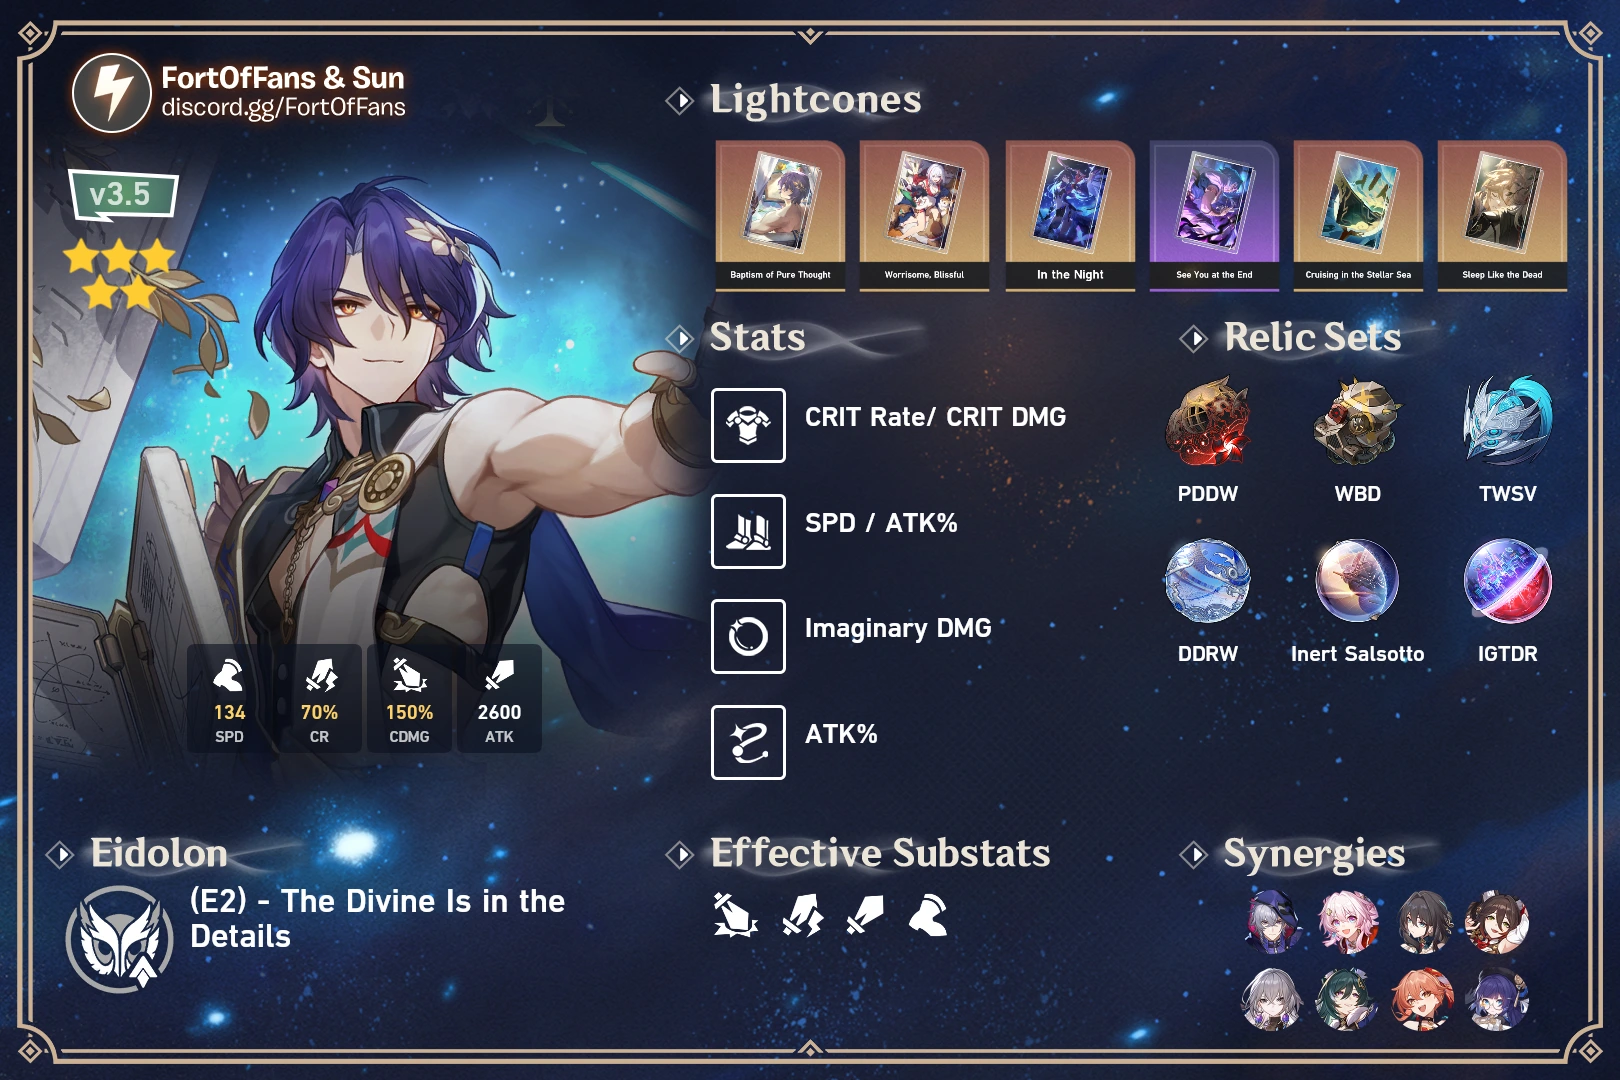 FortOfFans & Sun
discord.gg/FortOfFans
v3.5
134
SPD
70%
CR
150%
CDMG
2600
ATK
Lightcones
Baptism of Pure Thought
Worrisome, Blissful
In the Night
See You at the End
Cruising in the Stellar Sea
Sleep Like the Dead
Stats
CRIT Rate/ CRIT DMG
SPD / ATK%
Imaginary DMG
ATK%
Relic Sets
PDDW
WBD
TWSV
DDRW
Inert Salsotto
IGTDR
Eidolon
(E2) - The Divine Is in the
Details
Effective Substats
Synergies